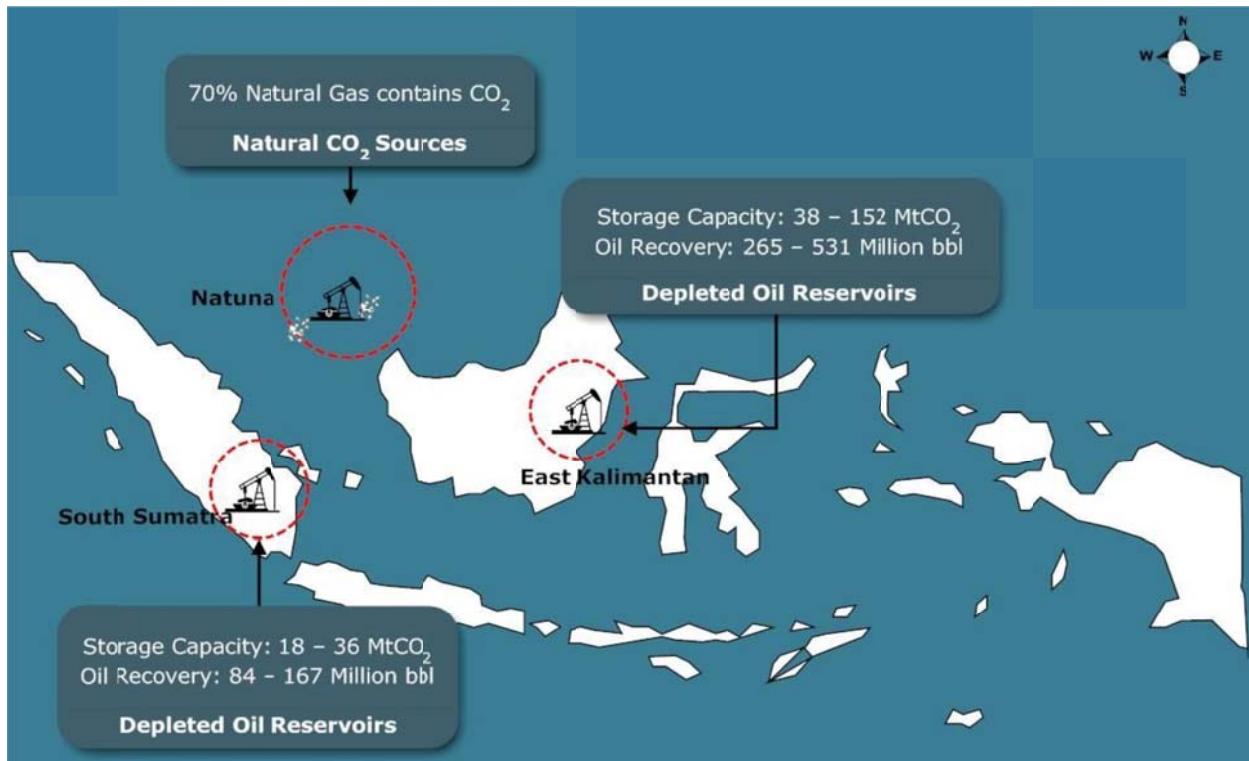 N
W E
S
70% Natural Gas contains CO₂
Natural CO₂ Sources
Storage Capacity: 38 – 152 MtCO₂
Oil Recovery: 265 – 531 Million bbl
Depleted Oil Reservoirs
Natuna
East Kalimantan
South Sumatra
Storage Capacity: 18 – 36 MtCO₂
Oil Recovery: 84 – 167 Million bbl
Depleted Oil Reservoirs